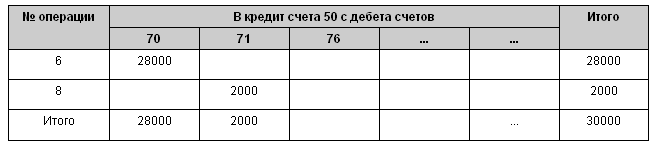 № операции В кредит счета 50 с дебета счетов Итого
70 71 76 ... ...
6 28000 28000
8 2000 2000
Итого 28000 2000 ... 30000